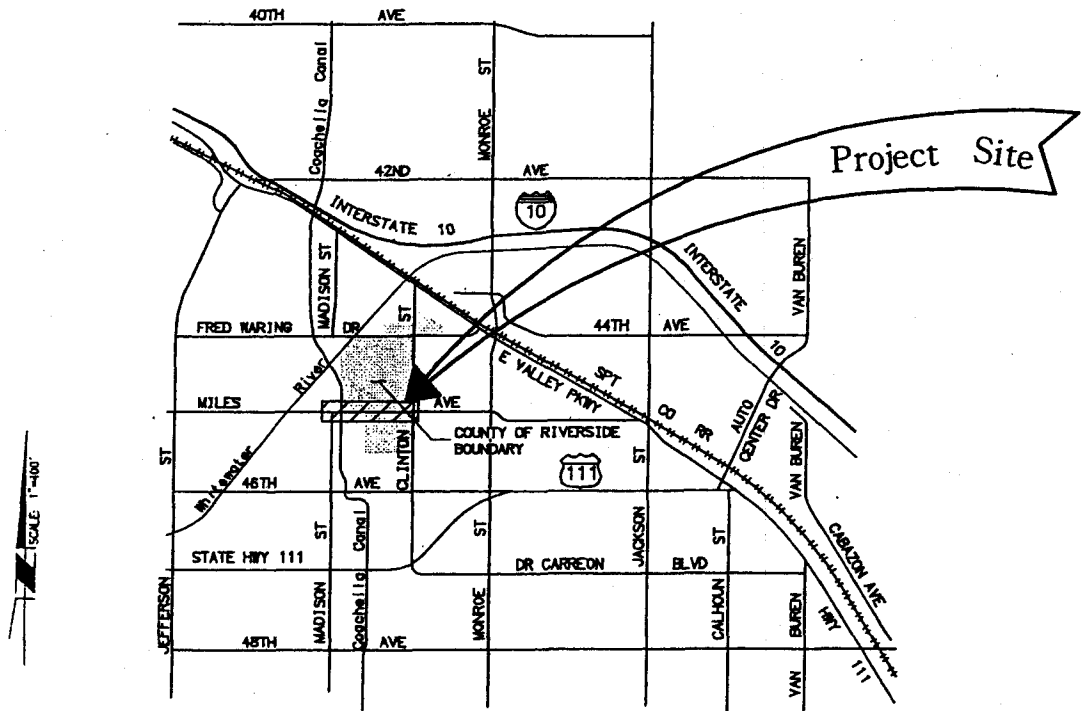 40TH AVE
Coachella Canal
MONROE ST
Project Site
42ND AVE
INTERSTATE 10
10
MADISON ST
INTERSTATE 10
VAN BUREN
FRED WARING DR
ST
44TH AVE
River
E VALLEY PKWY
SPT CO RR
AUTO CENTER DR
MILES AVE
COUNTY OF RIVERSIDE
BOUNDARY
CLINTON
111
ST
Whitewater
46TH AVE
ST
VAN BUREN
CABAZON AVE
SCALE: 1"=400'
STATE HWY 111
ST
Canal
ST
JACKSON
ST
DR CARREON BLVD
JEFFERSON
MADISON
Coachella
MONROE
CALHOUN
BUREN
HWY
48TH AVE
VAN
111